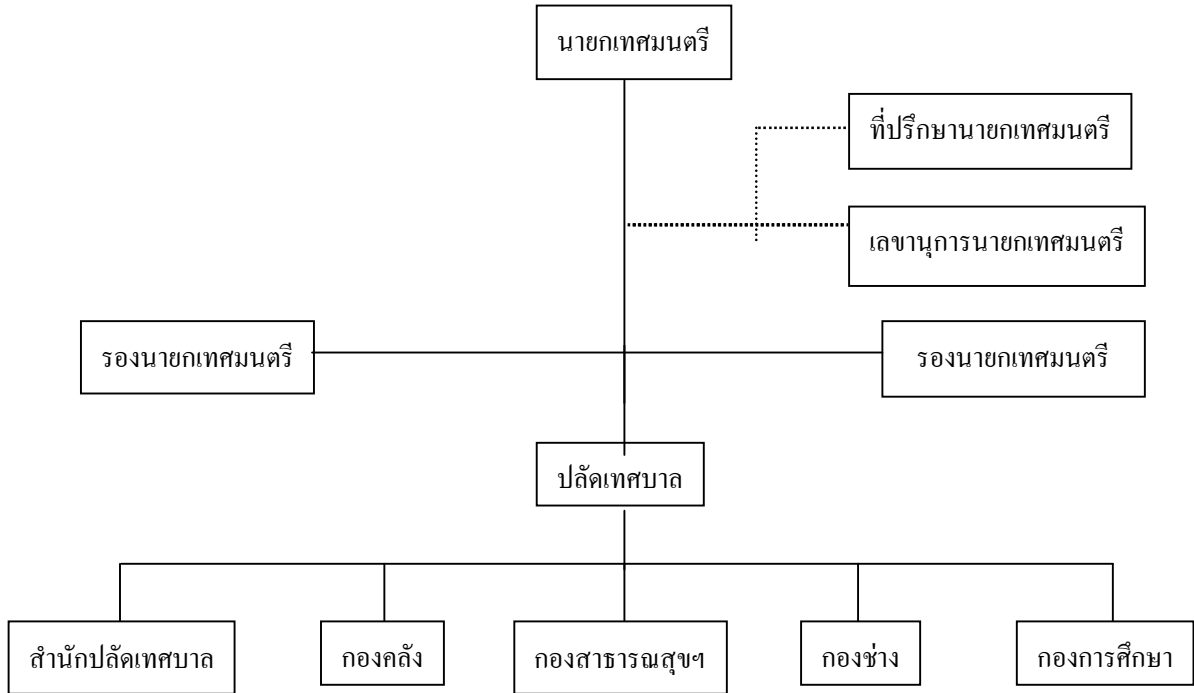 นายกเทศมนตรี
ที่ปรึกษานายกเทศมนตรี
เลขานุการนายกเทศมนตรี
รองนายกเทศมนตรี
รองนายกเทศมนตรี
ปลัดเทศบาล
สำนักปลัดเทศบาล
กองคลัง
กองสาธารณสุขฯ
กองช่าง
กองการศึกษา